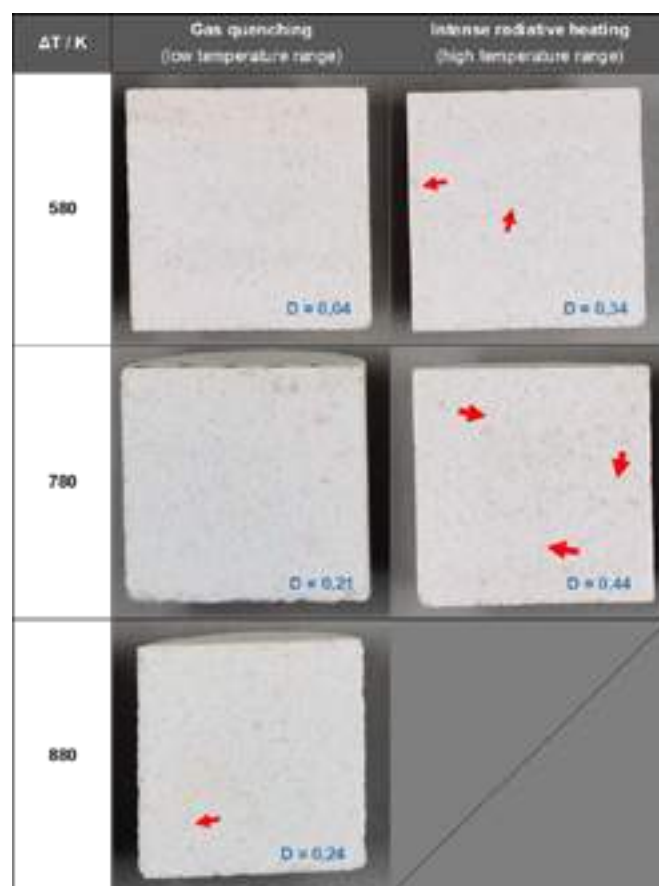 ΔT / K
Gas quenching
(low temperature range)
Intense radiative heating
(high temperature range)
580
D = 0,04
D = 0,34
780
D = 0,21
D = 0,44
880
D = 0,24